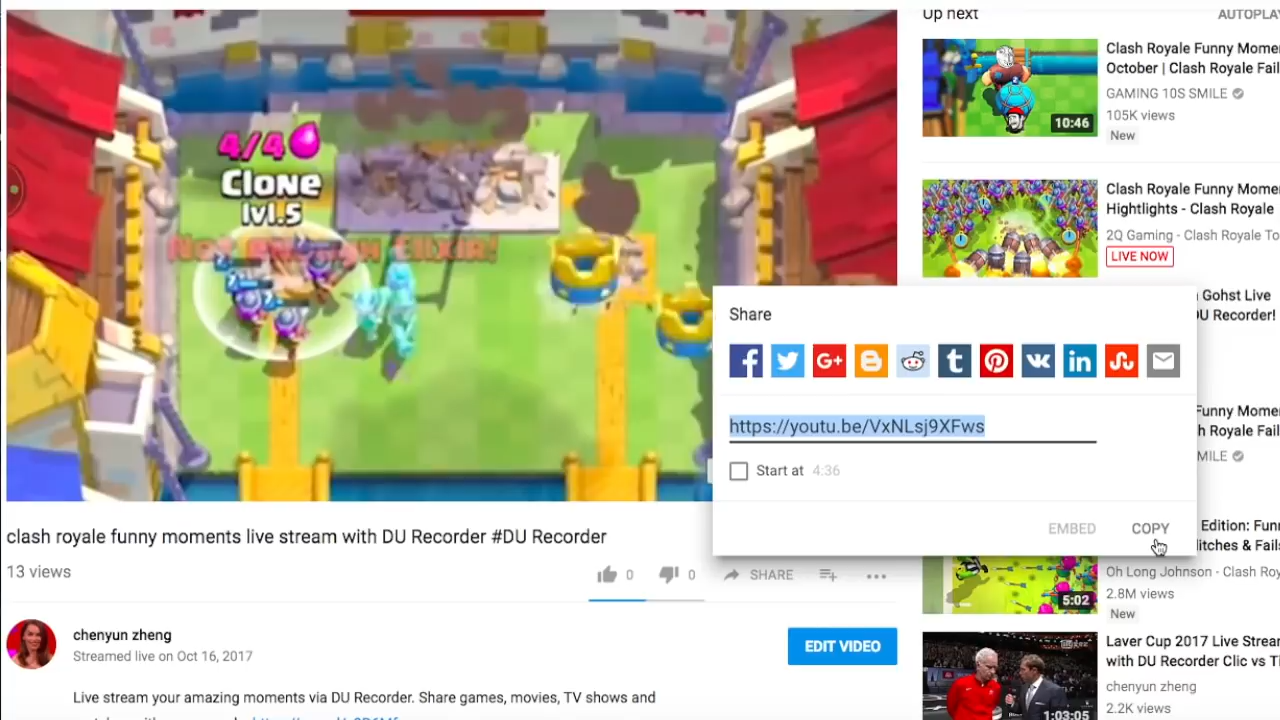 4/4
Clone
lvl.5
Not enough Elixir!
clash royale funny moments live stream with DU Recorder #DU Recorder
13 views
0
0
SHARE
chenyun zheng
Streamed live on Oct 16, 2017
EDIT VIDEO
Live stream your amazing moments via DU Recorder. Share games, movies, TV shows and
Share
https://youtu.be/VxNLsj9XFws
Start at 4:36
EMBED
COPY
Up next
AUTOPLAY
10:46
Clash Royale Funny Mome
October | Clash Royale Fail
GAMING 10S SMILE
105K views
New
Clash Royale Funny Mome
Hightlights - Clash Royale
2Q Gaming - Clash Royale To
LIVE NOW
Gohst Live
DU Recorder!
Funny Mome
Royale Fail
MILE
Edition: Fun
litches & Fails
Oh Long Johnson - Clash Roy
5:02
2.8M views
New
Laver Cup 2017 Live Strea
with DU Recorder Clic vs Ti
chenyun zheng
2.2K views
1:03:05